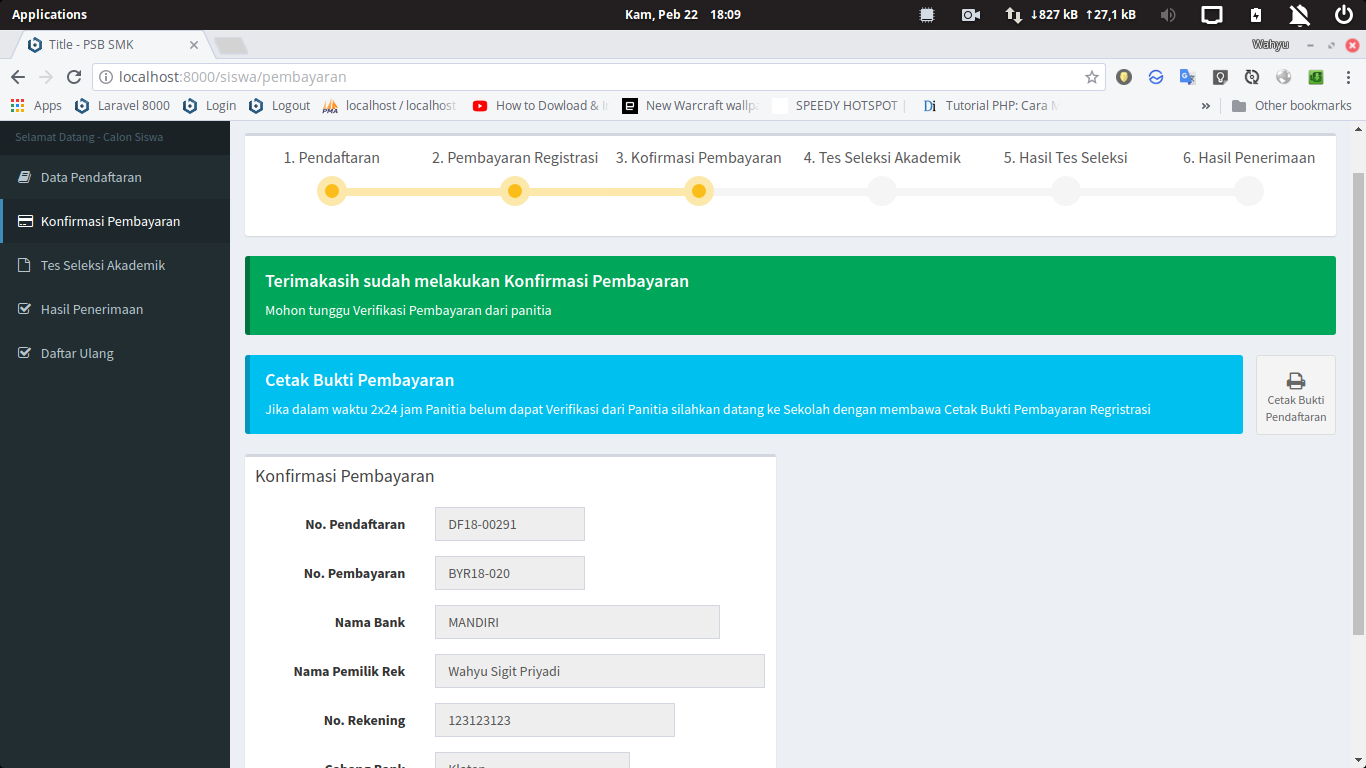 Applications
Kam, Peb 22 18:09
↓827 kB ↑27,1 kB
Title - PSB SMK
Wahyu
localhost:8000/siswa/pembayaran
Apps
Laravel 8000
Login
Logout
localhost / localhost
How to Dowload & I
New Warcraft wallpa
SPEEDY HOTSPOT |
Tutorial PHP: Cara M
»
Other bookmarks
Selamat Datang - Calon Siswa
Data Pendaftaran
Konfirmasi Pembayaran
Tes Seleksi Akademik
Hasil Penerimaan
Daftar Ulang
1. Pendaftaran
2. Pembayaran Registrasi
3. Kofirmasi Pembayaran
4. Tes Seleksi Akademik
5. Hasil Tes Seleksi
6. Hasil Penerimaan
Terimakasih sudah melakukan Konfirmasi Pembayaran
Mohon tunggu Verifikasi Pembayaran dari panitia
Cetak Bukti Pembayaran
Jika dalam waktu 2x24 jam Panitia belum dapat Verifikasi dari Panitia silahkan datang ke Sekolah dengan membawa Cetak Bukti Pembayaran Regristrasi
Cetak Bukti
Pendaftaran
Konfirmasi Pembayaran
No. Pendaftaran DF18-00291
No. Pembayaran BYR18-020
Nama Bank MANDIRI
Nama Pemilik Rek Wahyu Sigit Priyadi
No. Rekening 123123123
Cabang Bank Klaten